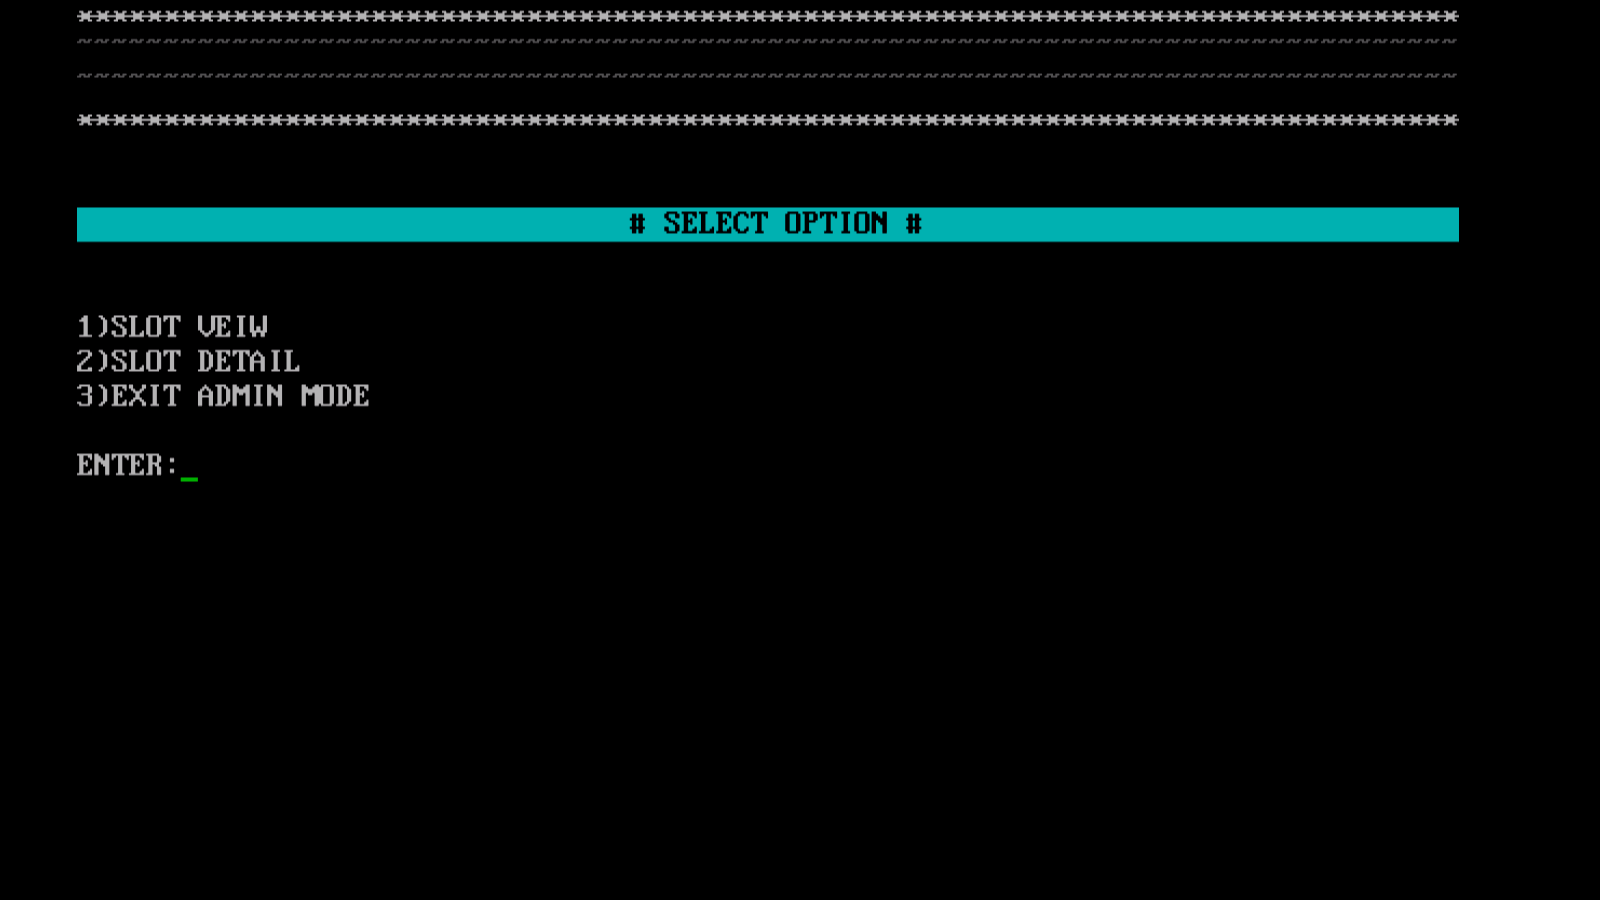 ********************************************************************************
~~~~~~~~~~~~~~~~~~~~~~~~~~~~~~~~~~~~~~~~~~~~~~~~~~~~~~~~~~~~~~~~~~~~~~~~~~~~~~~~
~~~~~~~~~~~~~~~~~~~~~~~~~~~~~~~~~~~~~~~~~~~~~~~~~~~~~~~~~~~~~~~~~~~~~~~~~~~~~~~~
********************************************************************************
# SELECT OPTION #
1)SLOT VEIW
2)SLOT DETAIL
3)EXIT ADMIN MODE
ENTER:_